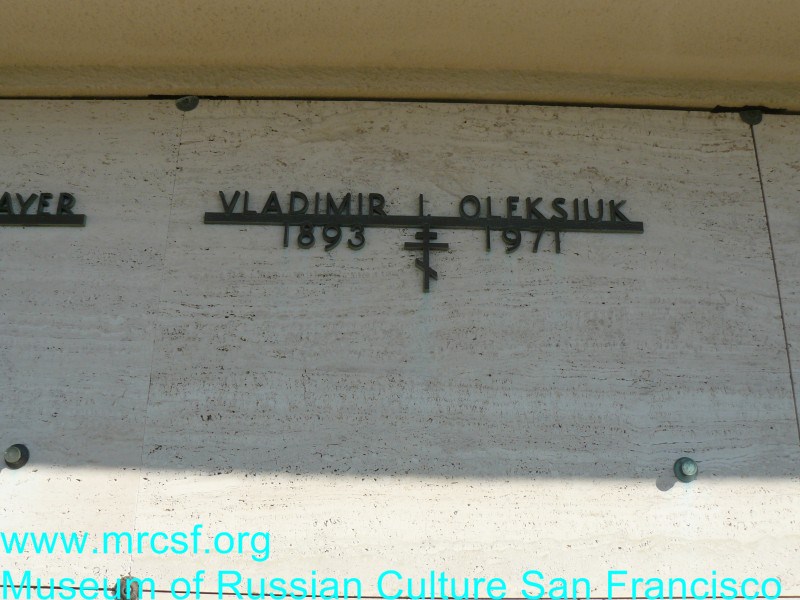 AYER
VLADIMIR OLEKSIUK
1893 1971
www.mrcsf.org
Museum of Russian Culture San Francisco